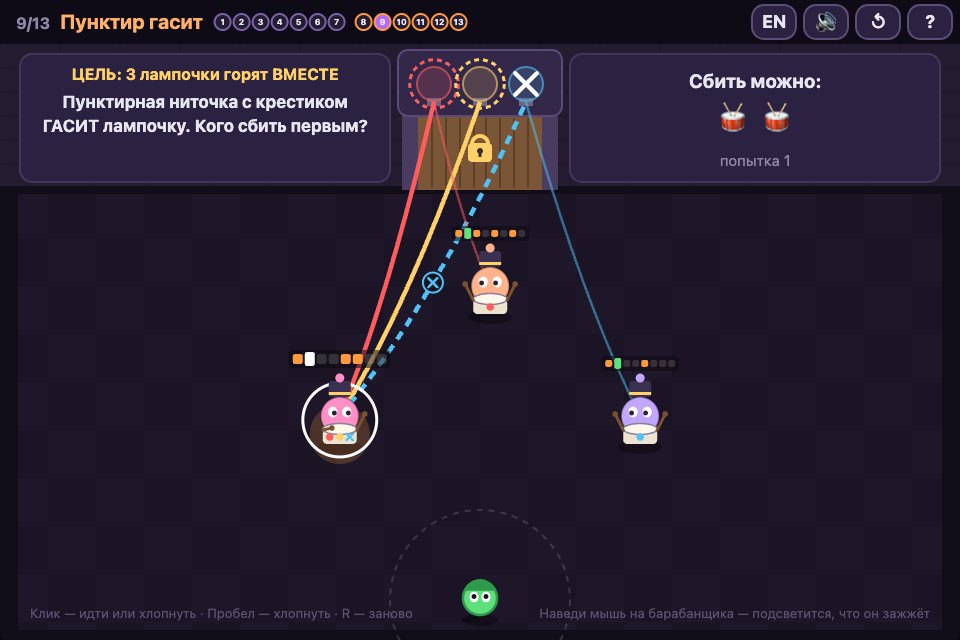 9/13 Пунктир гасит 1 2 3 4 5 6 7 8 9 10 11 12 13 EN ?
ЦЕЛЬ: 3 лампочки горят ВМЕСТЕ
Пунктирная ниточка с крестиком
ГАСИТ лампочку. Кого сбить первым?
Сбить можно:
попытка 1
Клик — идти или хлопнуть · Пробел — хлопнуть · R — заново
Наведи мышь на барабанщика — подсветится, что он зажжёт